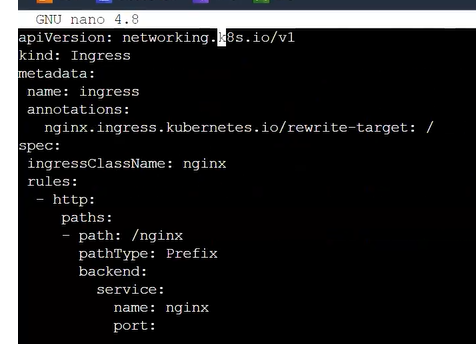 GNU nano 4.8
apiVersion: networking.k8s.io/v1
kind: Ingress
metadata:
 name: ingress
 annotations:
   nginx.ingress.kubernetes.io/rewrite-target: /
spec:
 ingressClassName: nginx
 rules:
  - http:
     paths:
     - path: /nginx
       pathType: Prefix
       backend:
         service:
           name: nginx
           port: